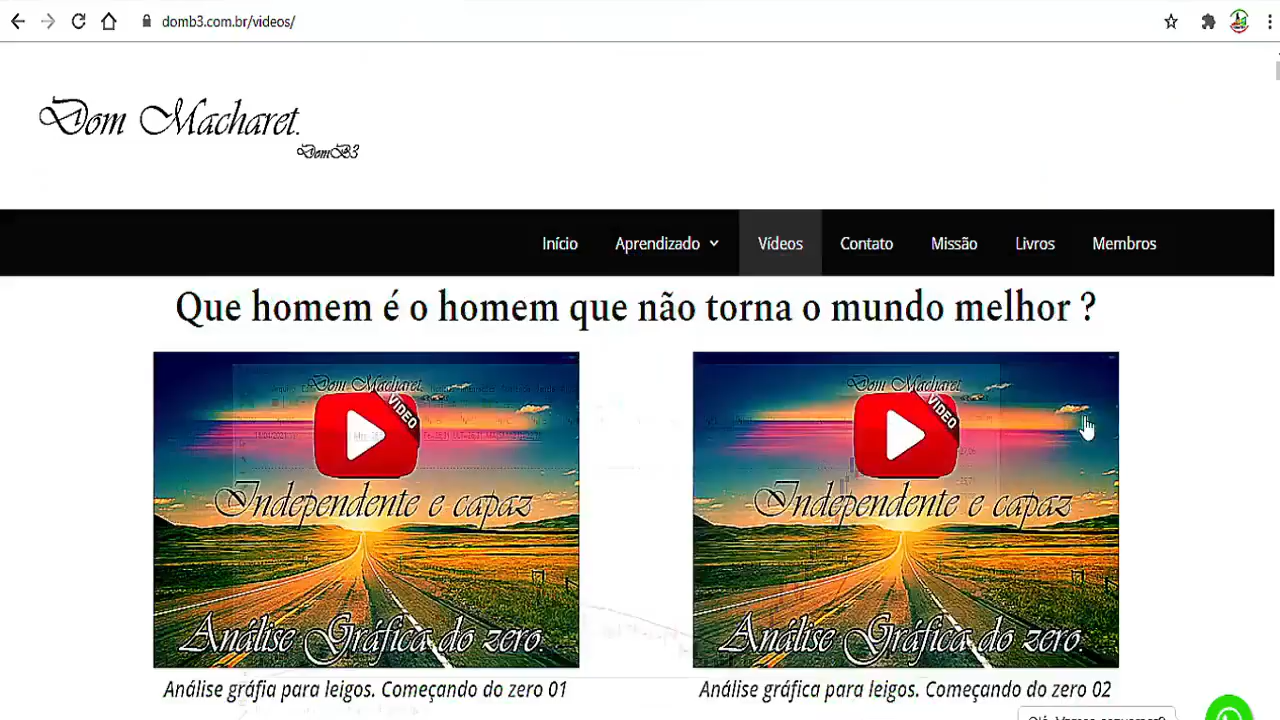 domb3.com.br/videos/
Dom Macharet.
DomB3
Início Aprendizado Vídeos Contato Missão Livros Membros
Que homem é o homem que não torna o mundo melhor ?
Dom Macharet.
VIDEO
Independente e capaz
Análise Gráfica do zero.
Dom Macharet.
VIDEO
Independente e capaz
Análise Gráfica do zero.
Análise gráfia para leigos. Começando do zero 01
Análise gráfica para leigos. Começando do zero 02